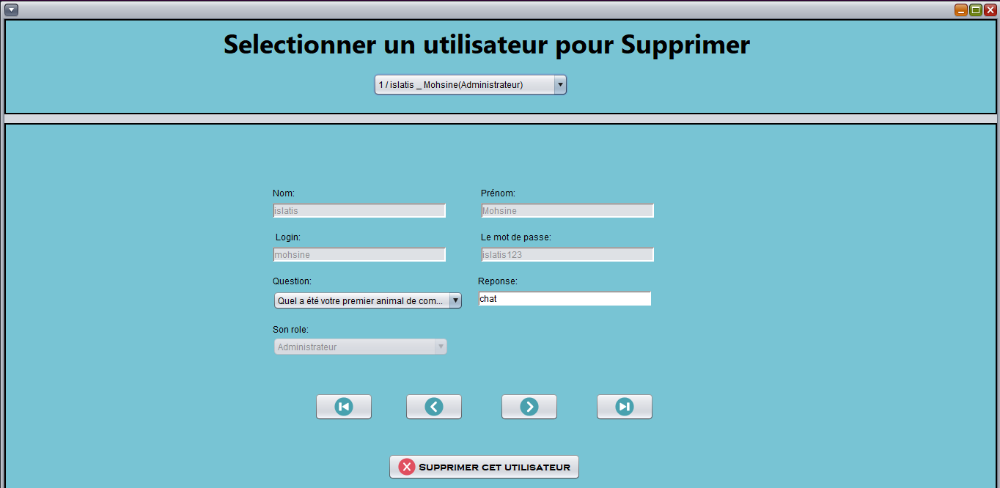 Selectionner un utilisateur pour Supprimer
1 / islatis _ Mohsine(Administrateur)
Nom:
Prénom:
islatis
Mohsine
Login:
Le mot de passe:
mohsine
islatis123
Question:
Reponse:
Quel a été votre premier animal de com...
chat
Son role:
Administrateur
Supprimer cet utilisateur